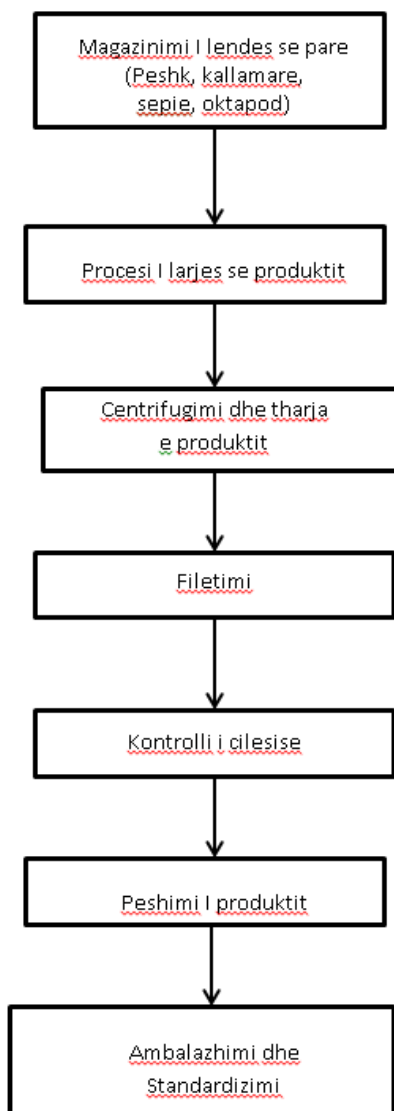 Magazinimi I lendes se pare
(Peshk, kallamare,
sepie, oktapod)
Procesi I larjes se produktit
Centrifugimi dhe tharja
e produktit
Filetimi
Kontrolli i cilesise
Peshimi I produktit
Ambalazhimi dhe
Standardizimi